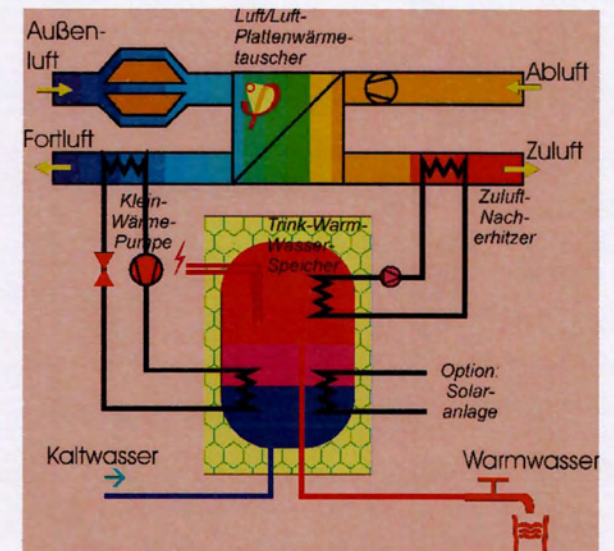 Außen-
luft
Luft/Luft-
Plattenwärme-
tauscher
Abluft
Fortluft
Zuluft
Klein-
Wärme-
Pumpe
Trink-Warm-
Wasser-
Speicher
Zuluft-
Nach-
erhitzer
Option:
Solar-
anlage
Kaltwasser
Warmwasser